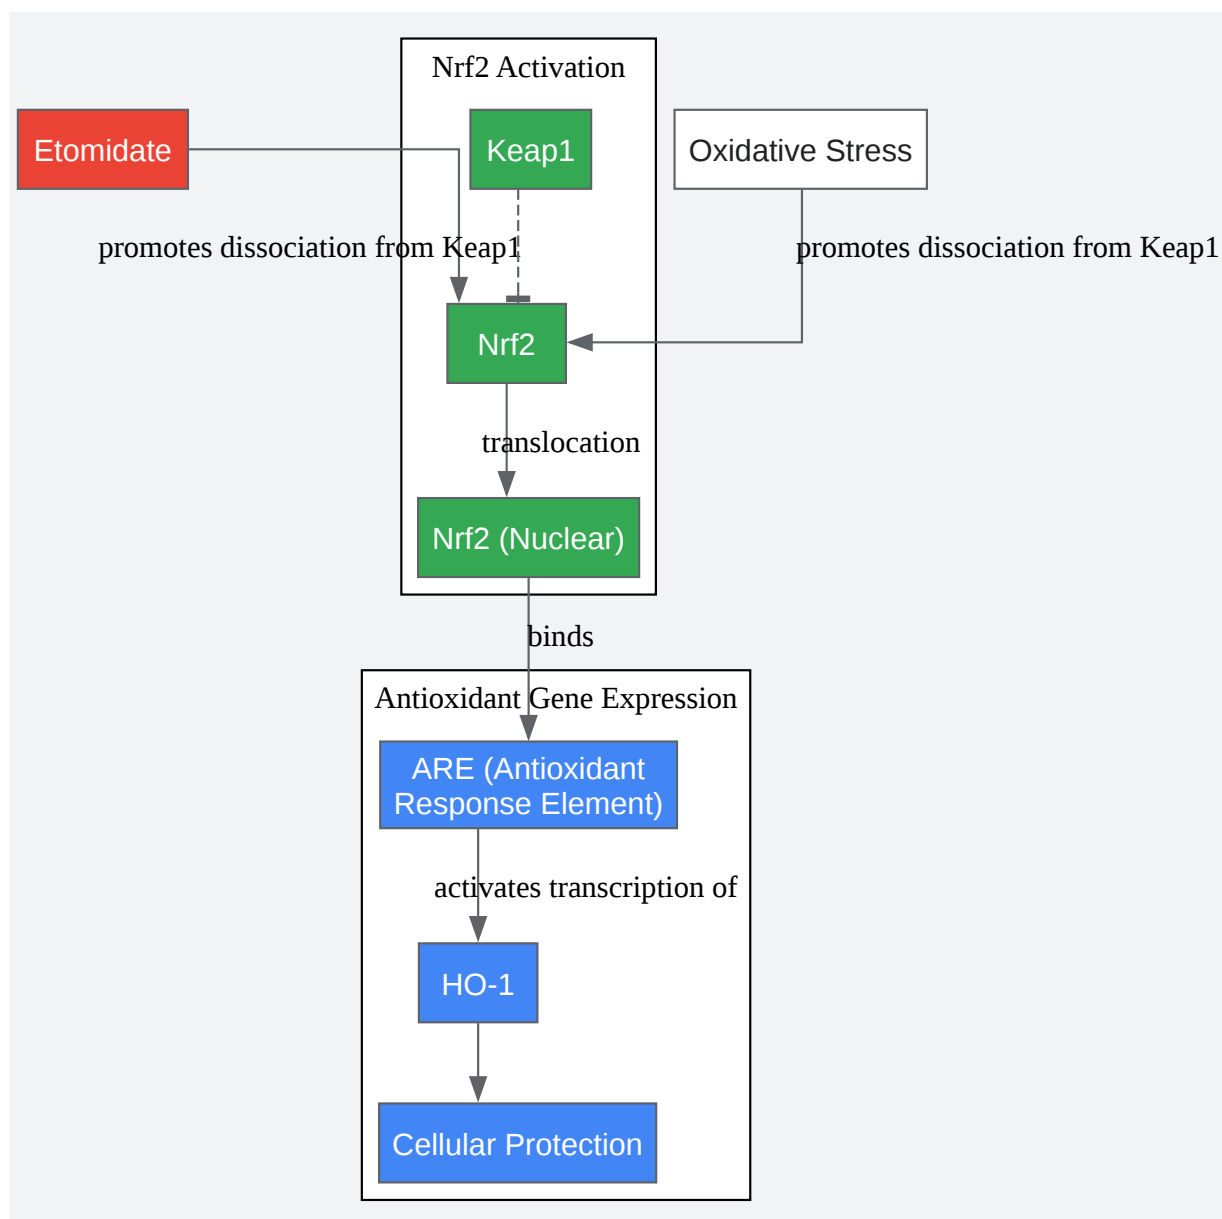 Nrf2 Activation
Etomidate
Keap1
Oxidative Stress
promotes dissociation from Keap1
promotes dissociation from Keap1
Nrf2
translocation
Nrf2 (Nuclear)
binds
Antioxidant Gene Expression
ARE (Antioxidant
Response Element)
activates transcription of
HO-1
Cellular Protection